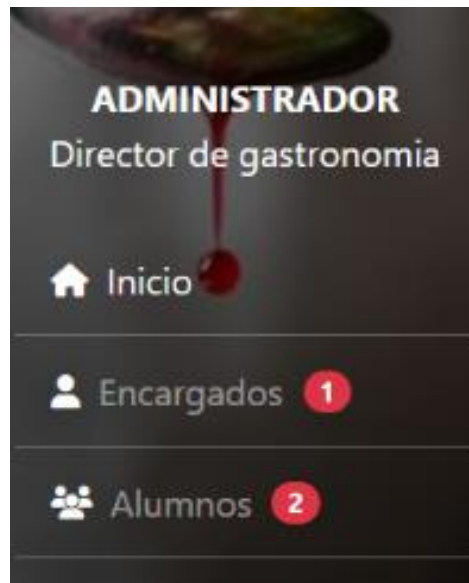 ADMINISTRADOR
Director de gastronomia
Inicio
Encargados 1
Alumnos 2